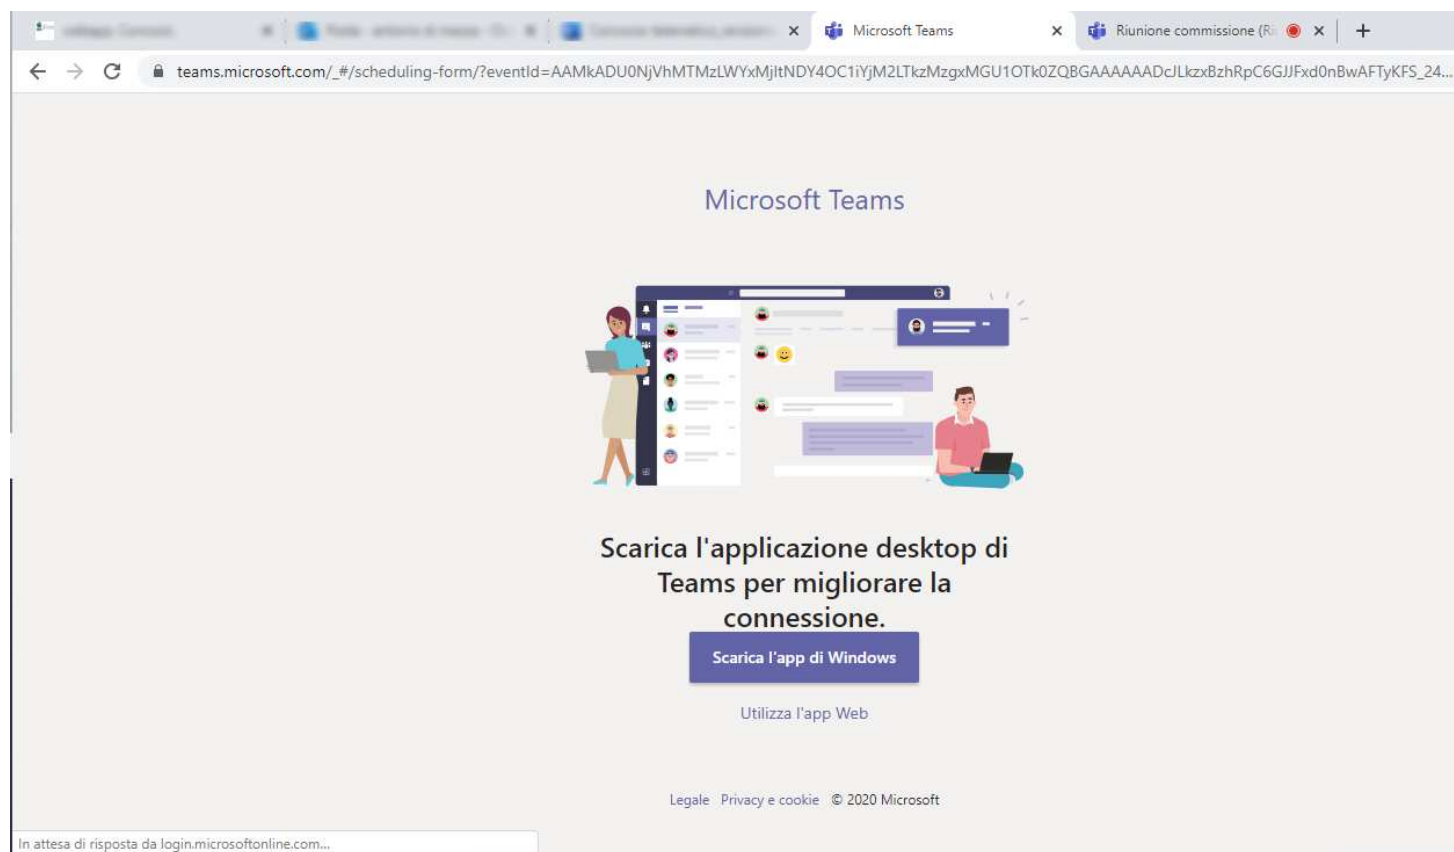 Microsoft Teams
Riunione commissione (Ri
teams.microsoft.com/_#/scheduling-form/?eventId=AAMkADU0NjVhMTMzLWYxMjItNDY4OC1iYjM2LTkzMzgxMGU1OTk0ZQBGAAAAAADcJLkzxBzhRpC6GJJFxd0nBwAFTyKFS_24...
Microsoft Teams
Scarica l'applicazione desktop di
Teams per migliorare la
connessione.
Scarica l'app di Windows
Utilizza l'app Web
Legale Privacy e cookie © 2020 Microsoft
In attesa di risposta da login.microsoftonline.com...